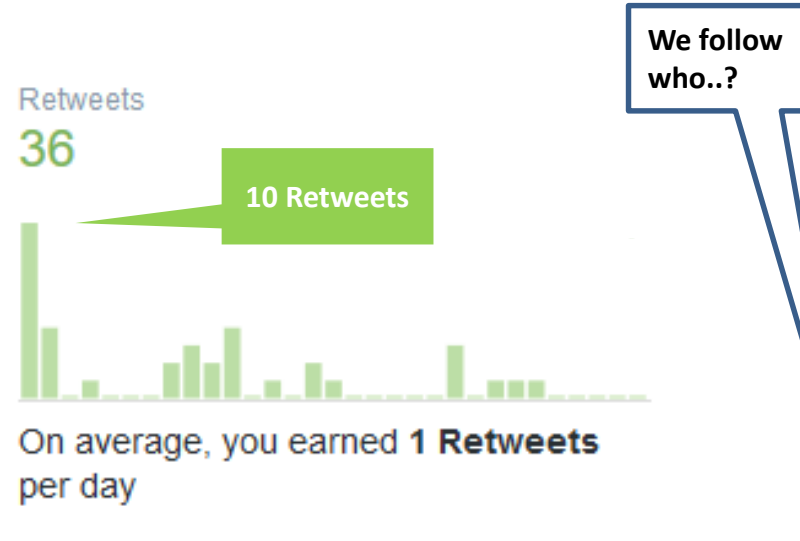 We follow
who..?
Retweets
36
10 Retweets
On average, you earned 1 Retweets
per day